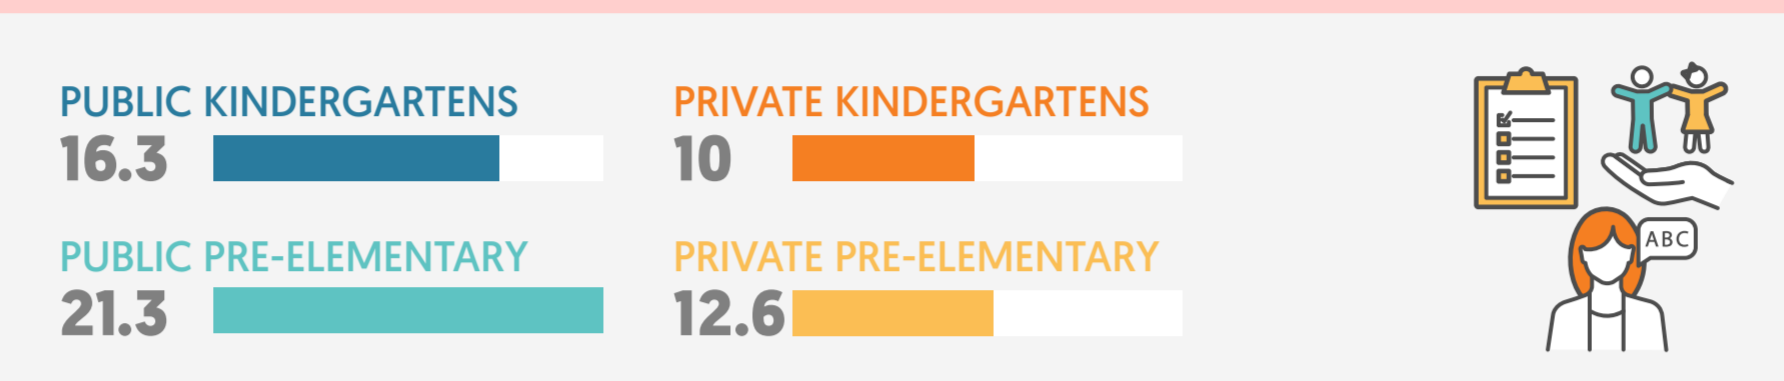 PUBLIC KINDERGARTENS
16.3
PRIVATE KINDERGARTENS
10
PUBLIC PRE-ELEMENTARY
21.3
PRIVATE PRE-ELEMENTARY
12.6
ABC